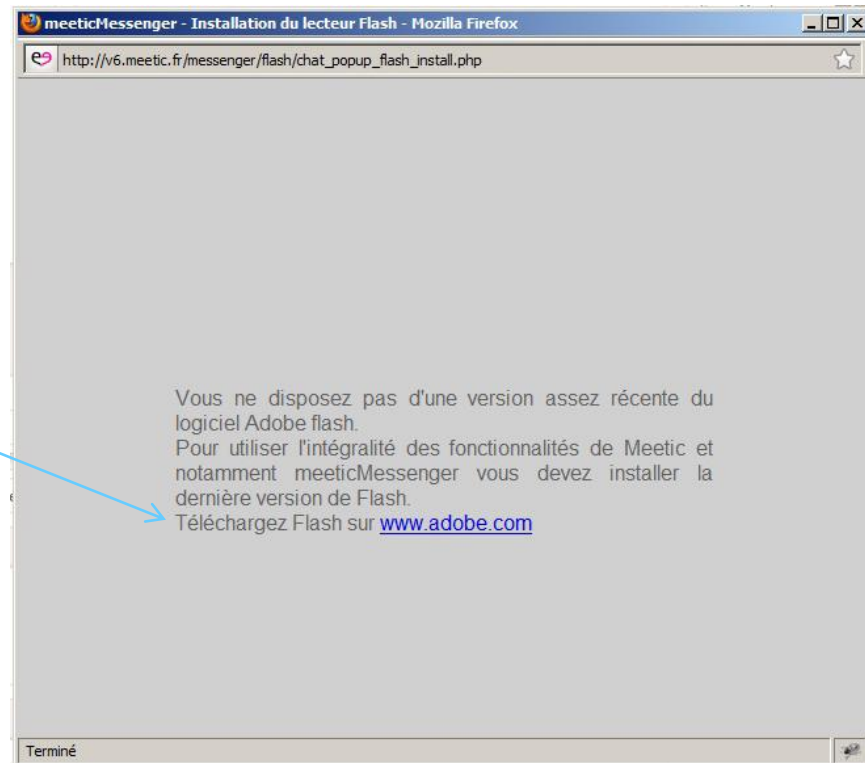 meeticMessenger - Installation du lecteur Flash - Mozilla Firefox
http://v6.meetic.fr/messenger/flash/chat_popup_flash_install.php
Vous ne disposez pas d'une version assez récente du
logiciel Adobe flash.
Pour utiliser l'intégralité des fonctionnalités de Meetic et
notamment meeticMessenger vous devez installer la
dernière version de Flash.
Téléchargez Flash sur www.adobe.com
Terminé